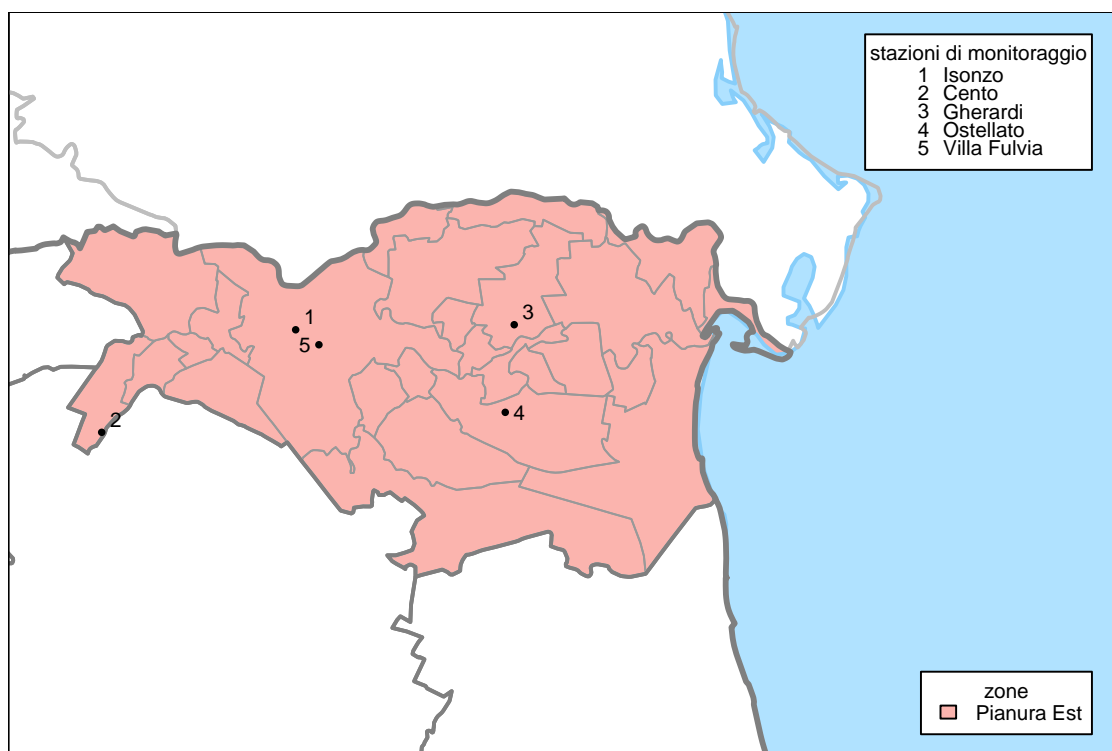 stazioni di monitoraggio
1 Isonzo
2 Cento
3 Gherardi
4 Ostellato
5 Villa Fulvia
1
3
5
4
2
zone
Pianura Est